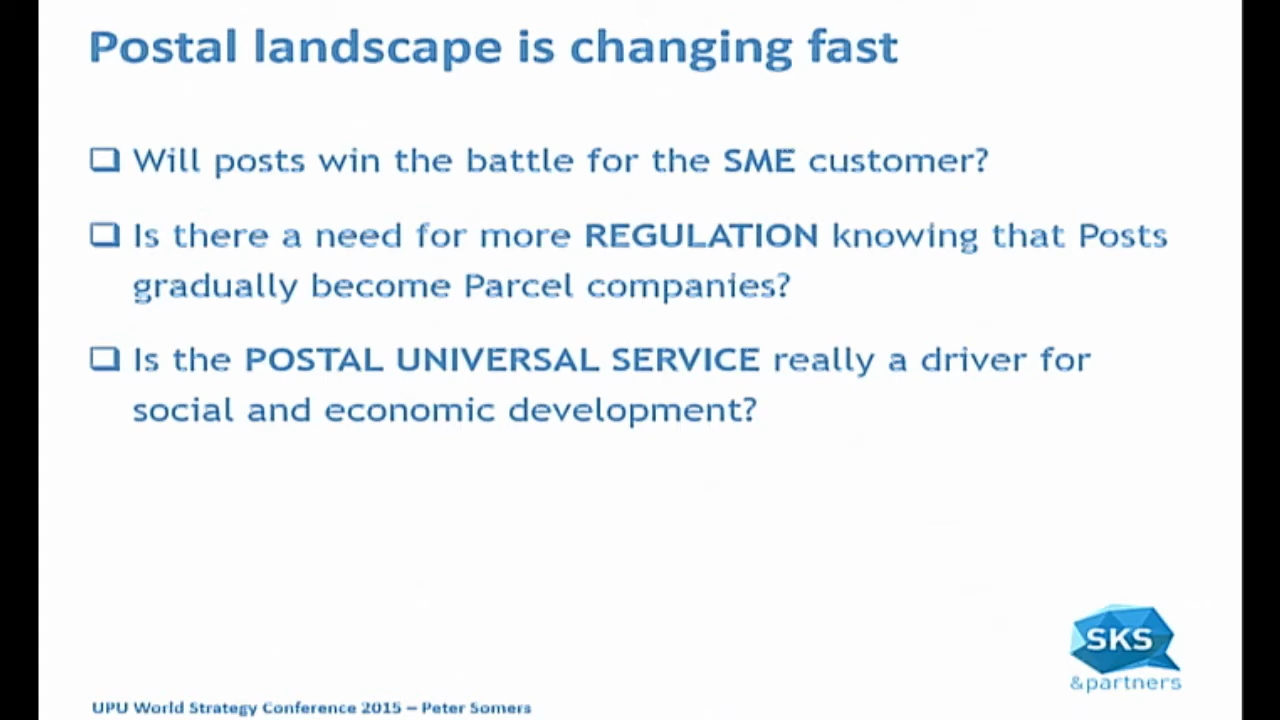 Postal landscape is changing fast
Will posts win the battle for the SME customer?
Is there a need for more REGULATION knowing that Posts
gradually become Parcel companies?
Is the POSTAL UNIVERSAL SERVICE really a driver for
social and economic development?
SKS
&partners
UPU World Strategy Conference 2015 – Peter Somers